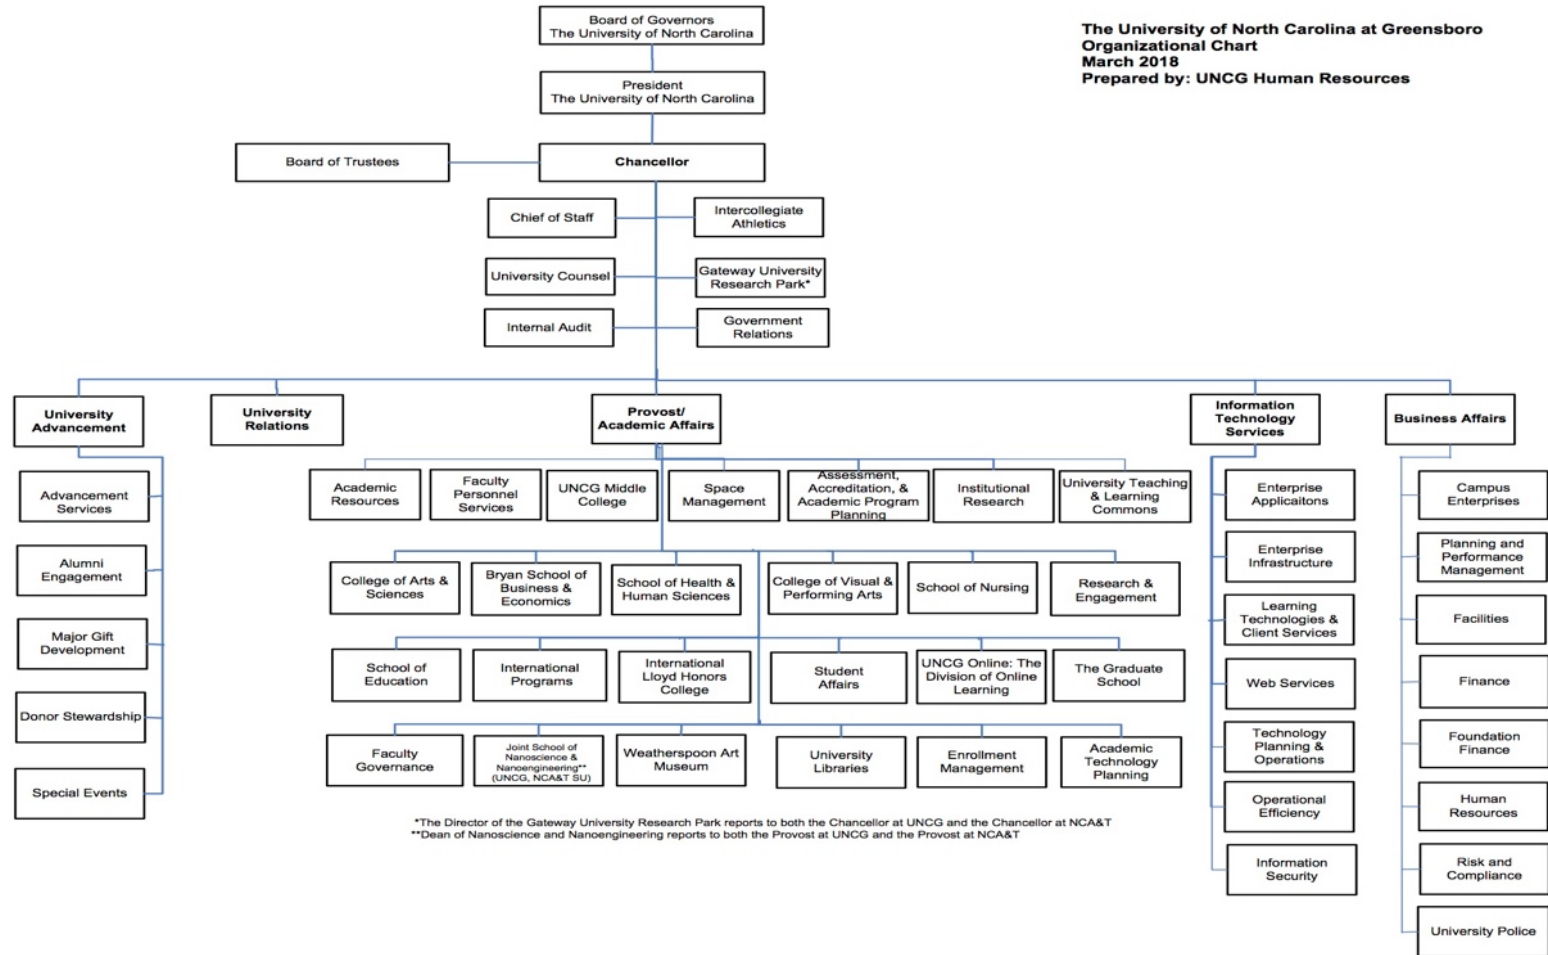 Board of Governors
The University of North Carolina
The University of North Carolina at Greensboro
Organizational Chart
March 2018
Prepared by: UNCG Human Resources
President
The University of North Carolina
Board of Trustees
Chancellor
Chief of Staff
Intercollegiate
Athletics
University Counsel
Gateway University
Research Park*
Internal Audit
Government
Relations
University
Advancement
University
Relations
Provost/
Academic Affairs
Information
Technology
Services
Business Affairs
Advancement
Services
Alumni
Engagement
Major Gift
Development
Donor Stewardship
Special Events
Academic
Resources
Faculty
Personnel
Services
UNCG Middle
College
Space
Management
Assessment,
Accreditation, &
Academic Program
Planning
Institutional
Research
University Teaching
& Learning
Commons
College of Arts &
Sciences
Bryan School of
Business &
Economics
School of Health &
Human Sciences
College of Visual &
Performing Arts
School of Nursing
Research &
Engagement
School of
Education
International
Programs
International
Lloyd Honors
College
Student
Affairs
UNCG Online: The
Division of Online
Learning
The Graduate
School
Faculty
Governance
Joint School of
Nanoscience &
Nanoengineering**
(UNCG, NCA&T SU)
Weatherspoon Art
Museum
University
Libraries
Enrollment
Management
Academic
Technology
Planning
Enterprise
Applicaitons
Enterprise
Infrastructure
Learning
Technologies &
Client Services
Web Services
Technology
Planning &
Operations
Operational
Efficiency
Information
Security
Campus
Enterprises
Planning and
Performance
Management
Facilities
Finance
Foundation
Finance
Human
Resources
Risk and
Compliance
University Police
*The Director of the Gateway University Research Park reports to both the Chancellor at UNCG and the Chancellor at NCA&T
**Dean of Nanoscience and Nanoengineering reports to both the Provost at UNCG and the Provost at NCA&T